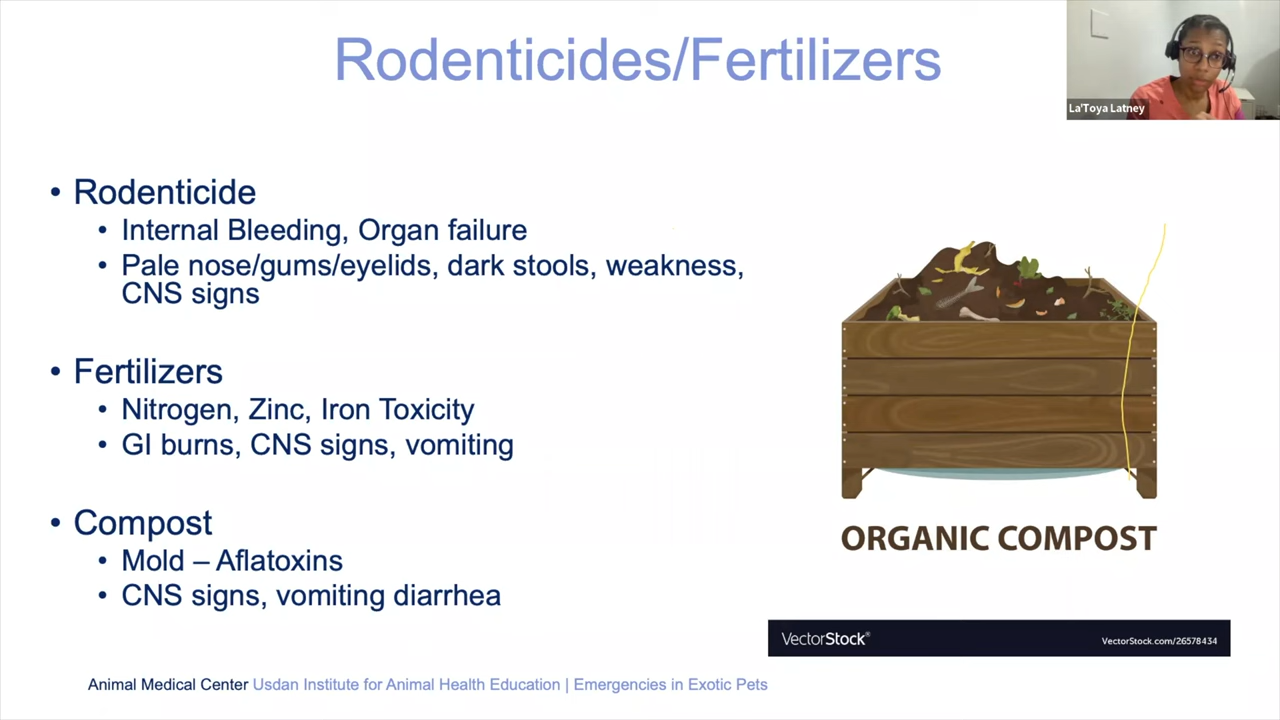 Rodenticides/Fertilizers
La'Toya Latney
• Rodenticide
• Internal Bleeding, Organ failure
• Pale nose/gums/eyelids, dark stools, weakness,
CNS signs
• Fertilizers
• Nitrogen, Zinc, Iron Toxicity
• GI burns, CNS signs, vomiting
• Compost
• Mold – Aflatoxins
• CNS signs, vomiting diarrhea
ORGANIC COMPOST
VectorStock® VectorStock.com/26578434
Animal Medical Center Usdan Institute for Animal Health Education | Emergencies in Exotic Pets